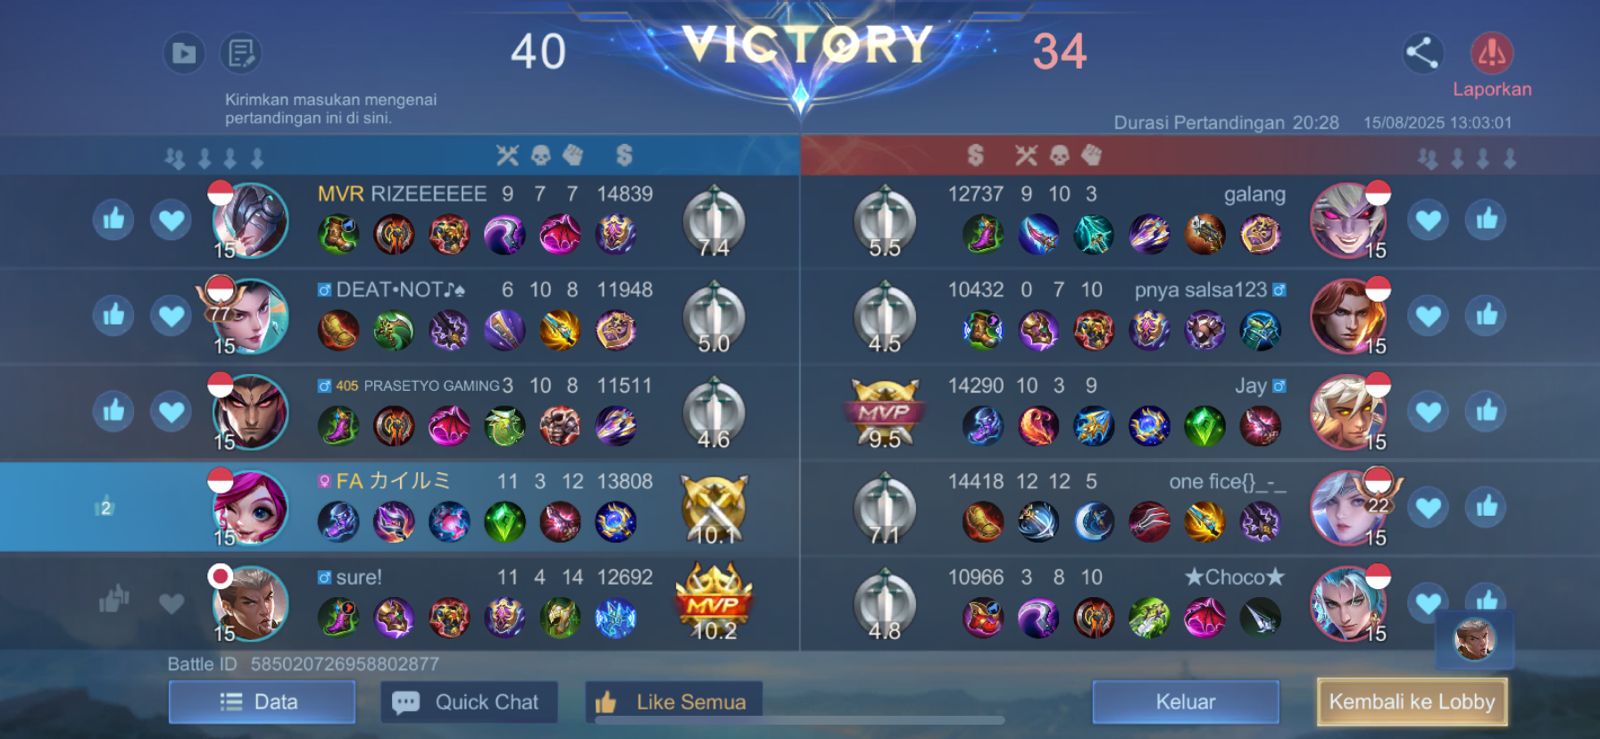 40 VICTORY 34
Laporkan
Kirimkan masukan mengenai
pertandingan ini di sini.
Durasi Pertandingan 20:28 15/08/2025 13:03:01
15 MVR RIZEEEEEE 9 7 7 14839 7.4
5.5 12737 9 10 3 galang 15
77 15 DEAT•NOT♪♠ 6 10 8 11948 5.0
4.5 10432 0 7 10 pnya salsa123 15
15 405 PRASETYO GAMING 3 10 8 11511 4.6
MVP 9.5 14290 10 3 9 Jay 15
2 15 FA カイルミ 11 3 12 13808 10.1
7.1 14418 12 12 5 one fice{}_-_ 22 15
15 sure! 11 4 14 12692 MVP 10.2
4.8 10966 3 8 10 ★Choco★ 15
Battle ID 585020726958802877
Data Quick Chat Like Semua Keluar Kembali ke Lobby